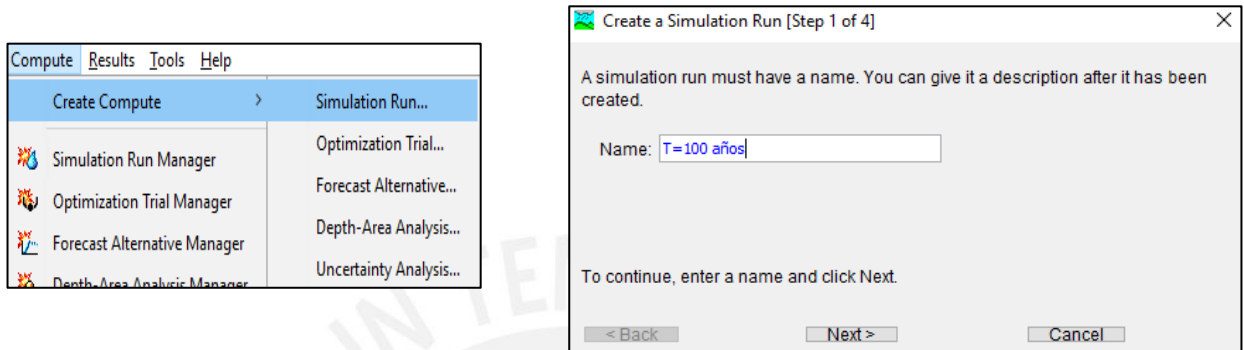 Compute Results Tools Help
Create Compute >
Simulation Run Manager
Optimization Trial Manager
Forecast Alternative Manager
Depth-Area Analysis Manager
Simulation Run...
Optimization Trial...
Forecast Alternative...
Depth-Area Analysis...
Uncertainty Analysis...
Create a Simulation Run [Step 1 of 4]
A simulation run must have a name. You can give it a description after it has been
created.
Name: T=100 años
To continue, enter a name and click Next.
< Back Next > Cancel
IN TE